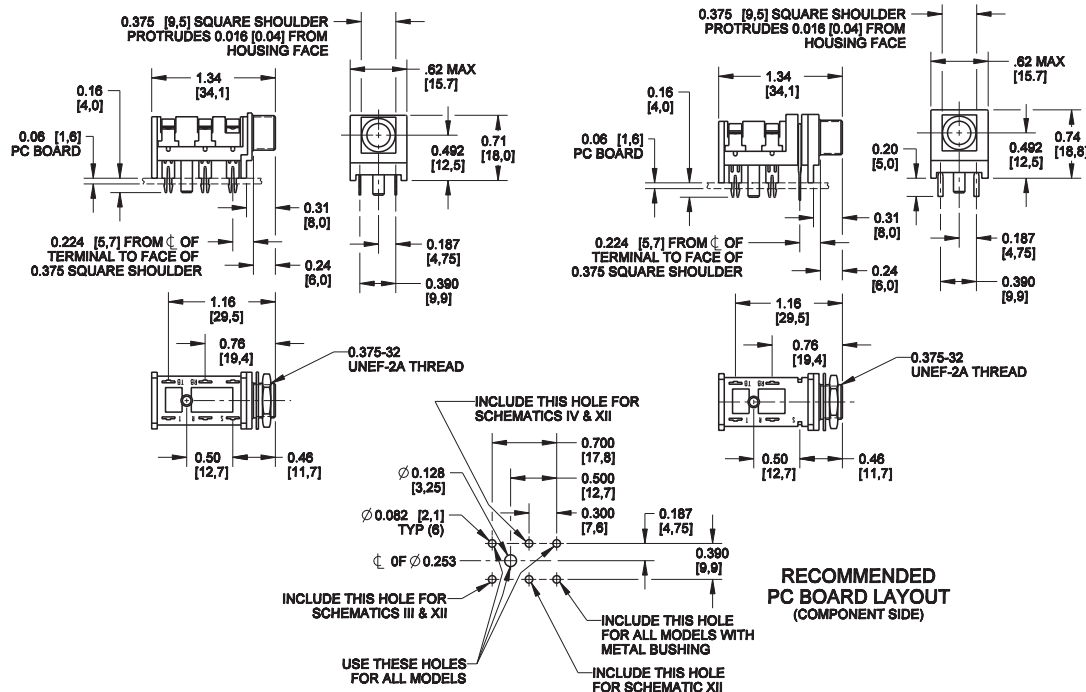 0.375 [9,5] SQUARE SHOULDER
PROTRUDES 0.016 [0.04] FROM
HOUSING FACE
1.34
[34,1]
.62 MAX
[15.7]
0.16
[4,0]
0.06 [1,6]
PC BOARD
0.492
[12,5]
0.71
[18,0]
0.31
[8,0]
0.224 [5,7] FROM ℄ OF
TERMINAL TO FACE OF
0.375 SQUARE SHOULDER
0.24
[6,0]
0.187
[4,75]
0.390
[9,9]
1.16
[29,5]
0.76
[19,4]
0.375-32
UNEF-2A THREAD
TB RB
T R S
0.50
[12,7]
0.46
[11,7]
0.375 [9,5] SQUARE SHOULDER
PROTRUDES 0.016 [0.04] FROM
HOUSING FACE
1.34
[34,1]
.62 MAX
[15.7]
0.16
[4,0]
0.06 [1,6]
PC BOARD
0.20
[5,0]
0.492
[12,5]
0.74
[18,8]
0.31
[8,0]
0.224 [5,7] FROM ℄ OF
TERMINAL TO FACE OF
0.375 SQUARE SHOULDER
0.24
[6,0]
0.187
[4,75]
0.390
[9,9]
1.16
[29,5]
0.76
[19,4]
0.375-32
UNEF-2A THREAD
TB RB
T R S
0.50
[12,7]
0.46
[11,7]
INCLUDE THIS HOLE FOR
SCHEMATICS IV & XII
0.700
[17,8]
Ø 0.128
[3,25]
0.500
[12,7]
Ø 0.082 [2,1]
TYP (6)
0.300
[7,6]
0.187
[4,75]
℄ 0F Ø 0.253
0.390
[9,9]
INCLUDE THIS HOLE FOR
SCHEMATICS III & XII
INCLUDE THIS HOLE
FOR ALL MODELS WITH
METAL BUSHING
USE THESE HOLES
FOR ALL MODELS
INCLUDE THIS HOLE
FOR SCHEMATIC XII
RECOMMENDED
PC BOARD LAYOUT
(COMPONENT SIDE)